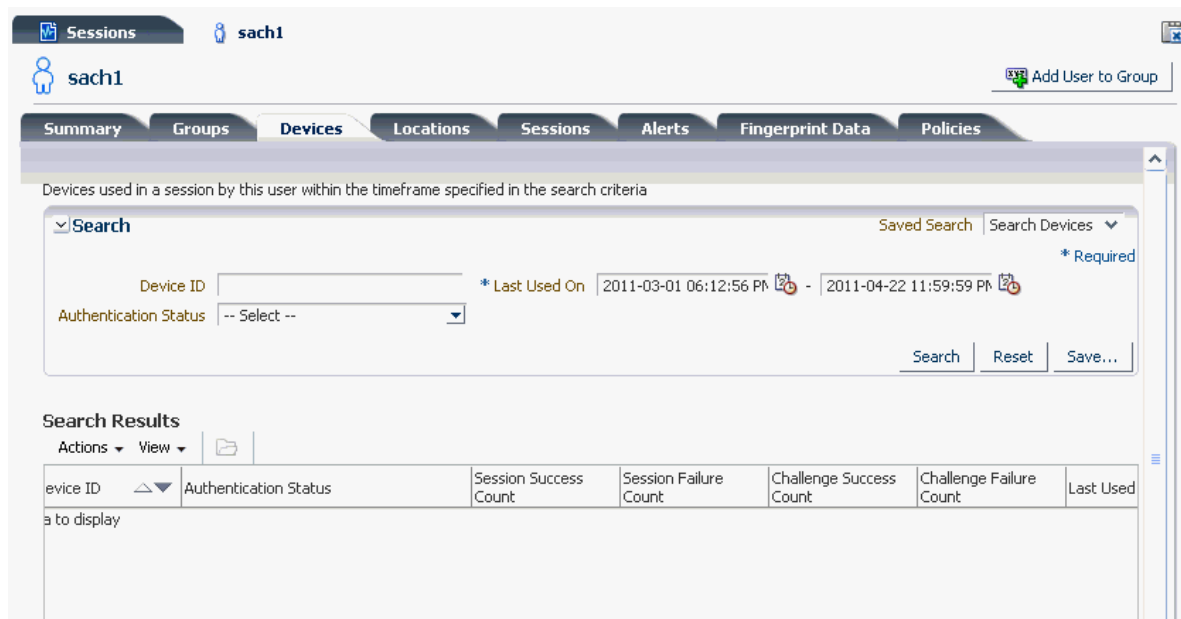 Sessions sach1
sach1
Add User to Group
Summary Groups Devices Locations Sessions Alerts Fingerprint Data Policies
Devices used in a session by this user within the timeframe specified in the search criteria
Search
Saved Search Search Devices
* Required
Device ID * Last Used On 2011-03-01 06:12:56 PM - 2011-04-22 11:59:59 PM
Authentication Status -- Select --
Search Reset Save...
Search Results
Actions View
evice ID Authentication Status Session Success Count Session Failure Count Challenge Success Count Challenge Failure Count Last Used
a to display